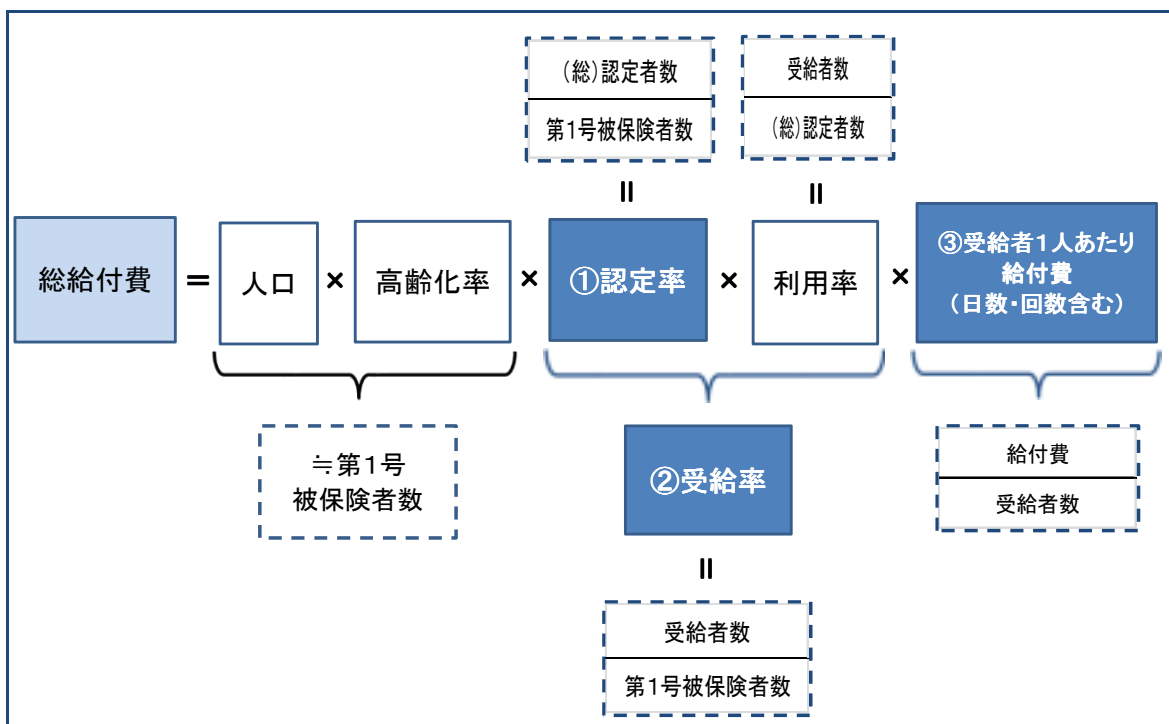 (総)認定者数
第1号被保険者数
=
受給者数
(総)認定者数
=
総給付費
=
人口
×
高齢化率
×
①認定率
×
利用率
×
③受給者1人あたり
給付費
(日数・回数含む)
≒第1号
被保険者数
②受給率
=
受給者数
第1号被保険者数
給付費
受給者数